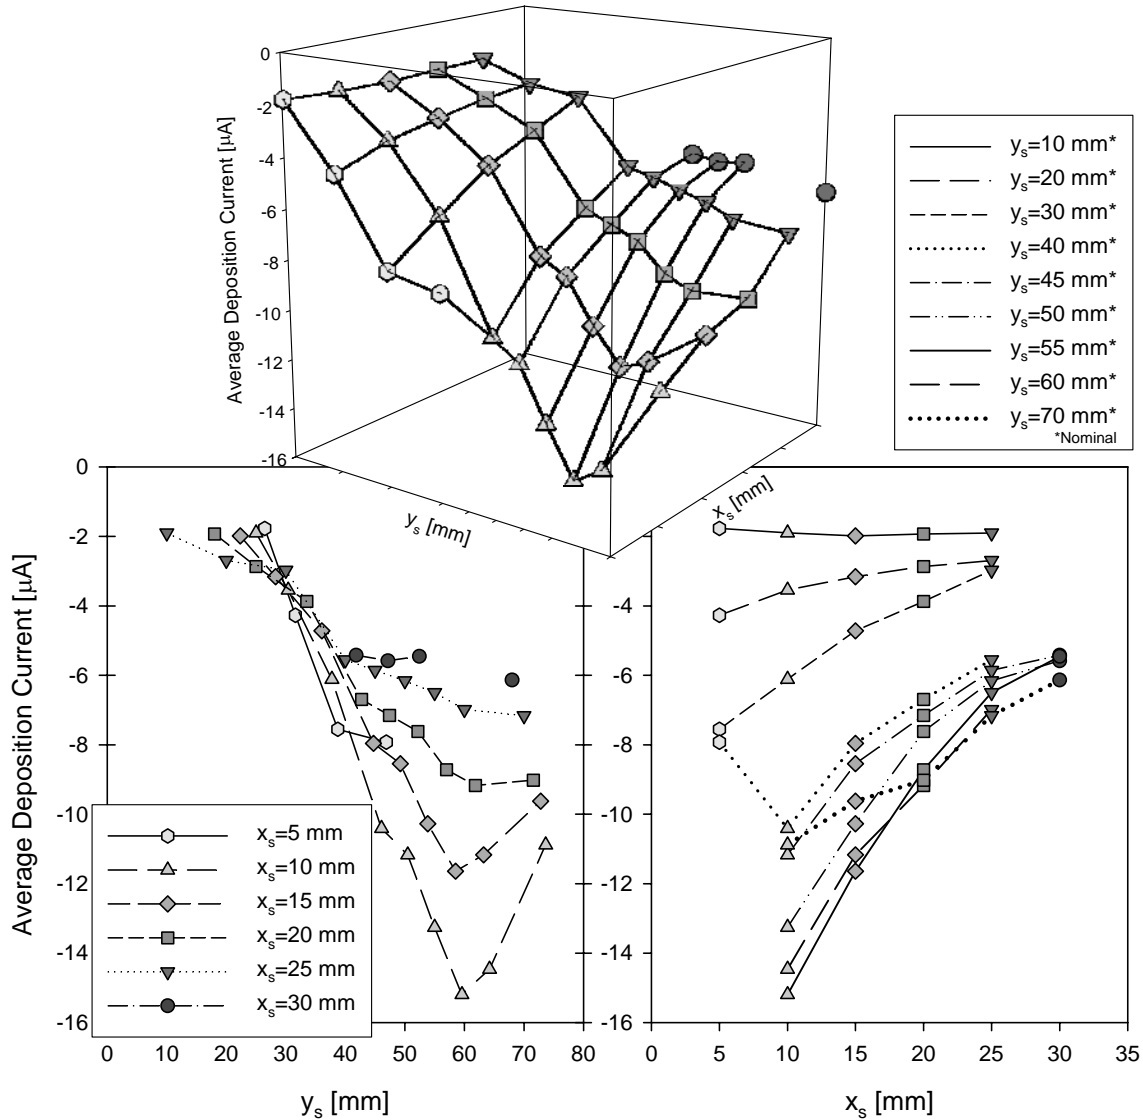 0
-2
-4
-6
-8
-10
-12
-14
-16
Average Deposition Current [µA]
y_s [mm]
x_s [mm]
y_s=10 mm*
y_s=20 mm*
y_s=30 mm*
y_s=40 mm*
y_s=45 mm*
y_s=50 mm*
y_s=55 mm*
y_s=60 mm*
y_s=70 mm*
*Nominal
0
-2
-4
-6
-8
-10
-12
-14
-16
Average Deposition Current [µA]
x_s=5 mm
x_s=10 mm
x_s=15 mm
x_s=20 mm
x_s=25 mm
x_s=30 mm
0 10 20 30 40 50 60 70 80
y_s [mm]
-2
-4
-6
-8
-10
-12
-14
-16
0 5 10 15 20 25 30 35
x_s [mm]